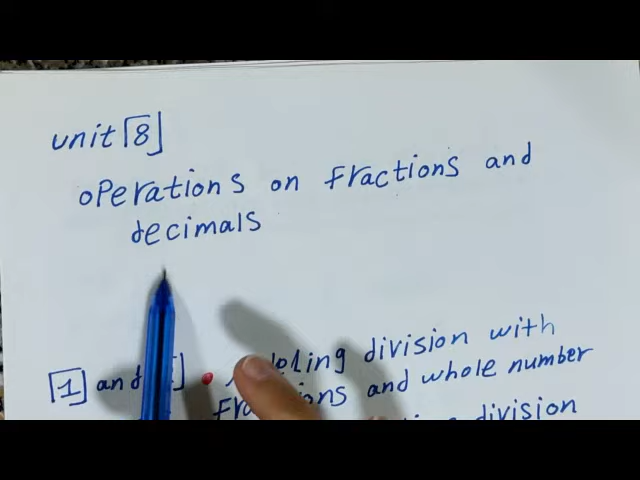 unit [8]
operations on fractions and
decimals
[1] and division with
and whole number
division